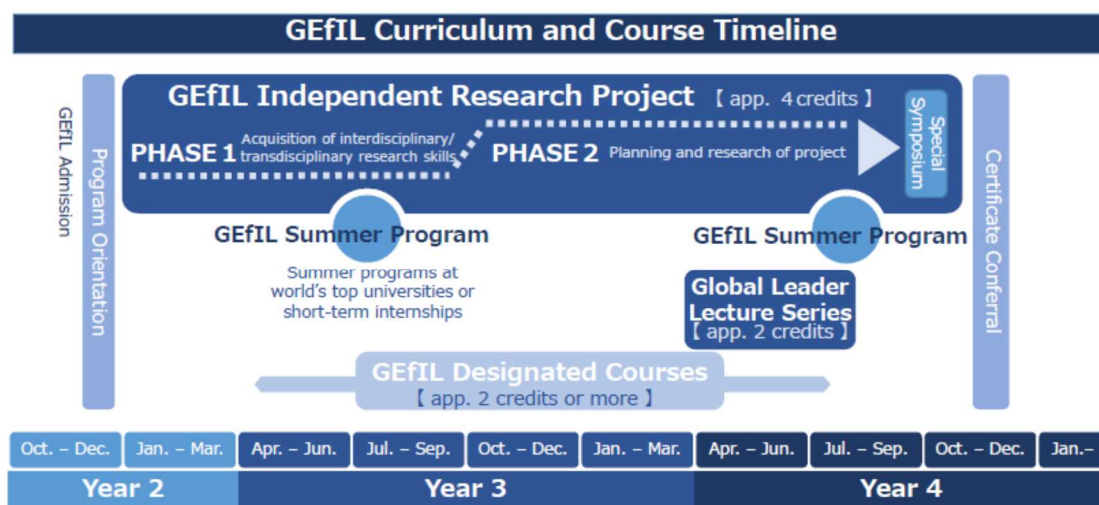 GEfIL Curriculum and Course Timeline
GEfIL Admission
Program Orientation
GEfIL Independent Research Project 【 app. 4 credits 】
PHASE 1
Acquisition of interdisciplinary/
transdisciplinary research skills
PHASE 2 Planning and research of project
Special
Symposium
Certificate Conferral
GEfIL Summer Program
Summer programs at
world's top universities or
short-term internships
GEfIL Summer Program
Global Leader
Lecture Series
【 app. 2 credits 】
GEfIL Designated Courses
【 app. 2 credits or more 】
Oct. – Dec. Jan. – Mar. Apr. – Jun. Jul. – Sep. Oct. – Dec. Jan. – Mar. Apr. – Jun. Jul. – Sep. Oct. – Dec. Jan.–
Year 2 Year 3 Year 4